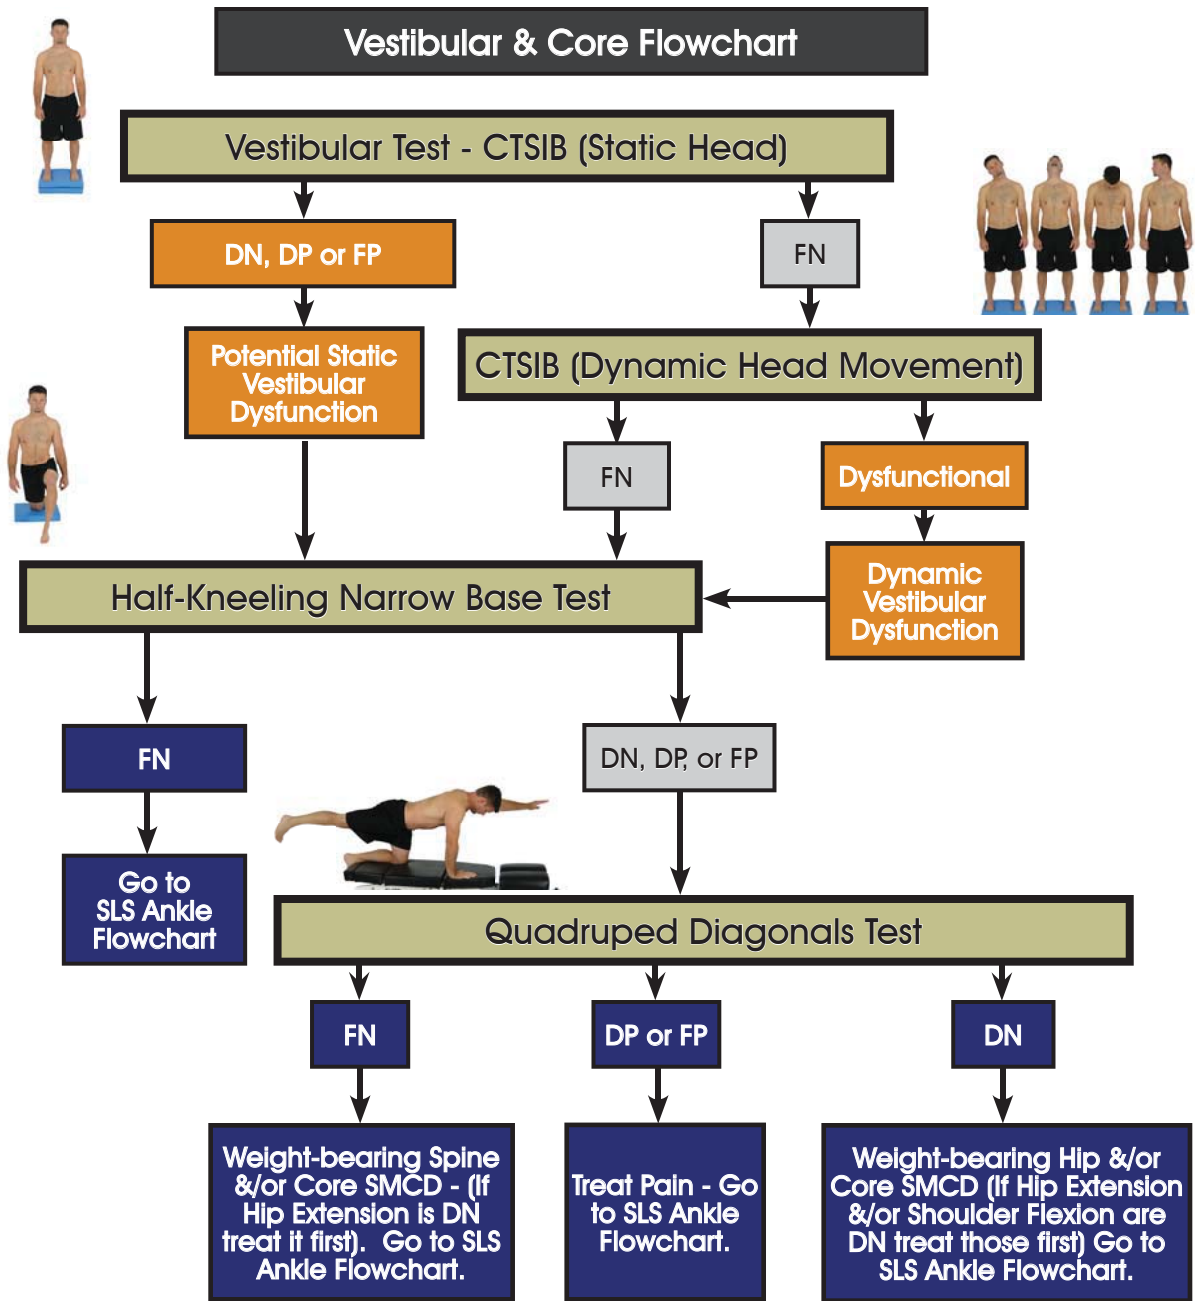 Vestibular & Core Flowchart
Vestibular Test - CTSIB (Static Head)
DN, DP or FP
FN
Potential Static
Vestibular
Dysfunction
CTSIB (Dynamic Head Movement)
FN
Dysfunctional
Dynamic
Vestibular
Dysfunction
Half-Kneeling Narrow Base Test
FN
DN, DP, or FP
Go to
SLS Ankle
Flowchart
Quadruped Diagonals Test
FN
DP or FP
DN
Weight-bearing Spine
&/or Core SMCD - (If
Hip Extension is DN
treat it first).  Go to SLS
Ankle Flowchart.
Treat Pain - Go
to SLS Ankle
Flowchart.
Weight-bearing Hip &/or
Core SMCD (If Hip Extension
&/or Shoulder Flexion are
DN treat those first) Go to
SLS Ankle Flowchart.